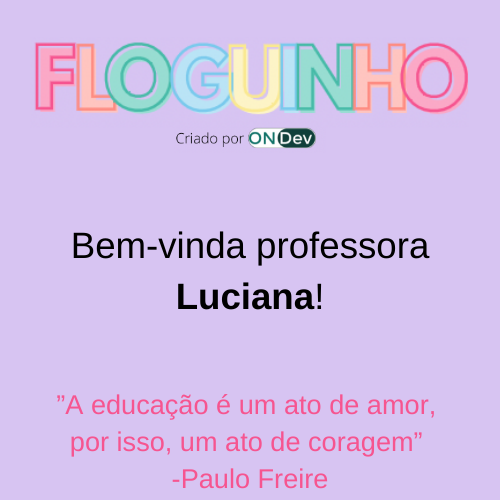 FLOGUINHO
Criado por ONDev
Bem-vinda professora
Luciana!
”A educação é um ato de amor,
por isso, um ato de coragem”
-Paulo Freire